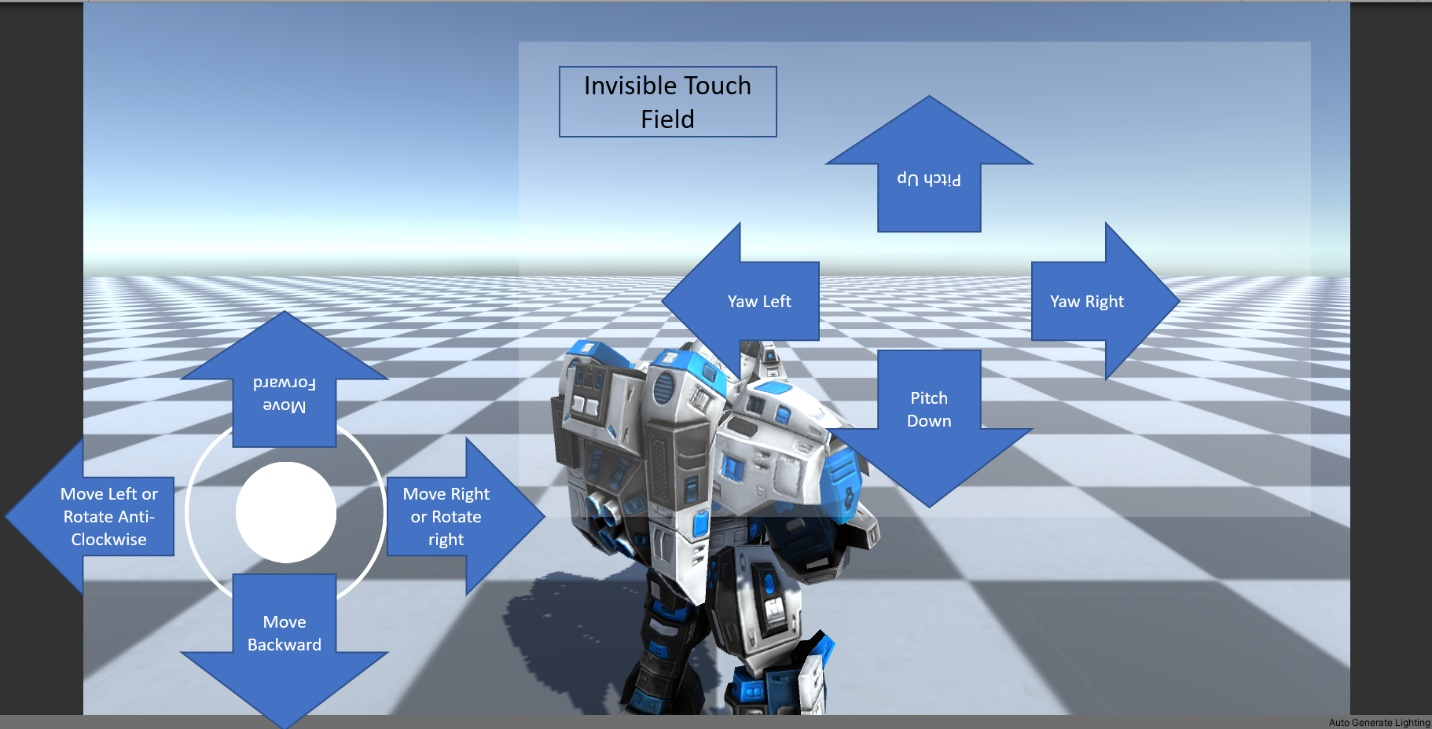 Invisible Touch
Field
Pitch Up
Yaw Left
Yaw Right
Pitch
Down
Move
Forward
Move Left or
Rotate Anti-
Clockwise
Move Right
or Rotate
right
Move
Backward
Auto Generate Lighting